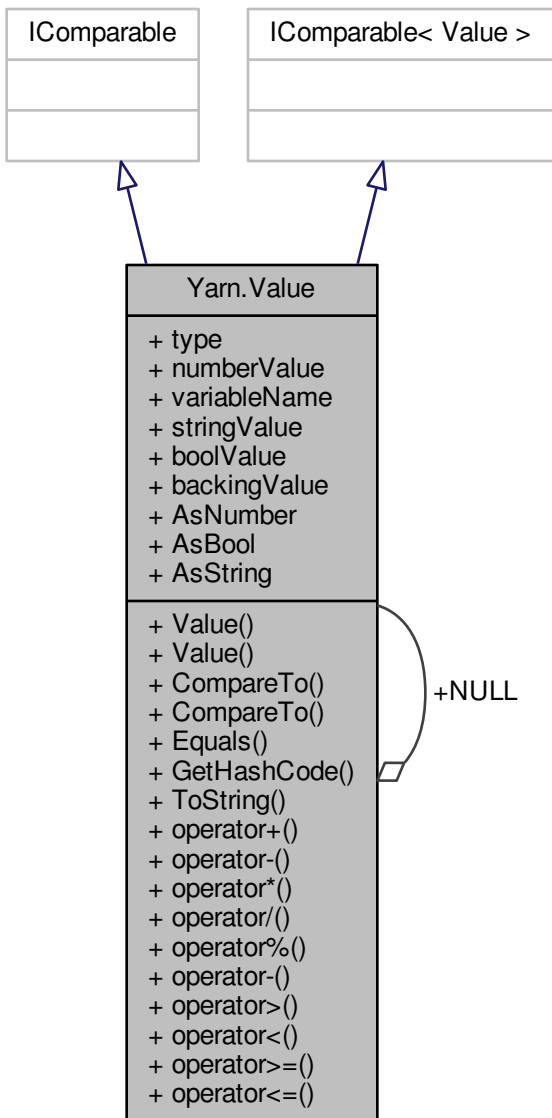 IComparable
IComparable< Value >
Yarn.Value
+ type
+ numberValue
+ variableName
+ stringValue
+ boolValue
+ backingValue
+ AsNumber
+ AsBool
+ AsString
+ Value()
+ Value()
+ CompareTo()
+ CompareTo()
+ Equals()
+ GetHashCode()
+ ToString()
+ operator+()
+ operator-()
+ operator*()
+ operator/()
+ operator%()
+ operator-()
+ operator>()
+ operator<()
+ operator>=()
+ operator<=()
+NULL